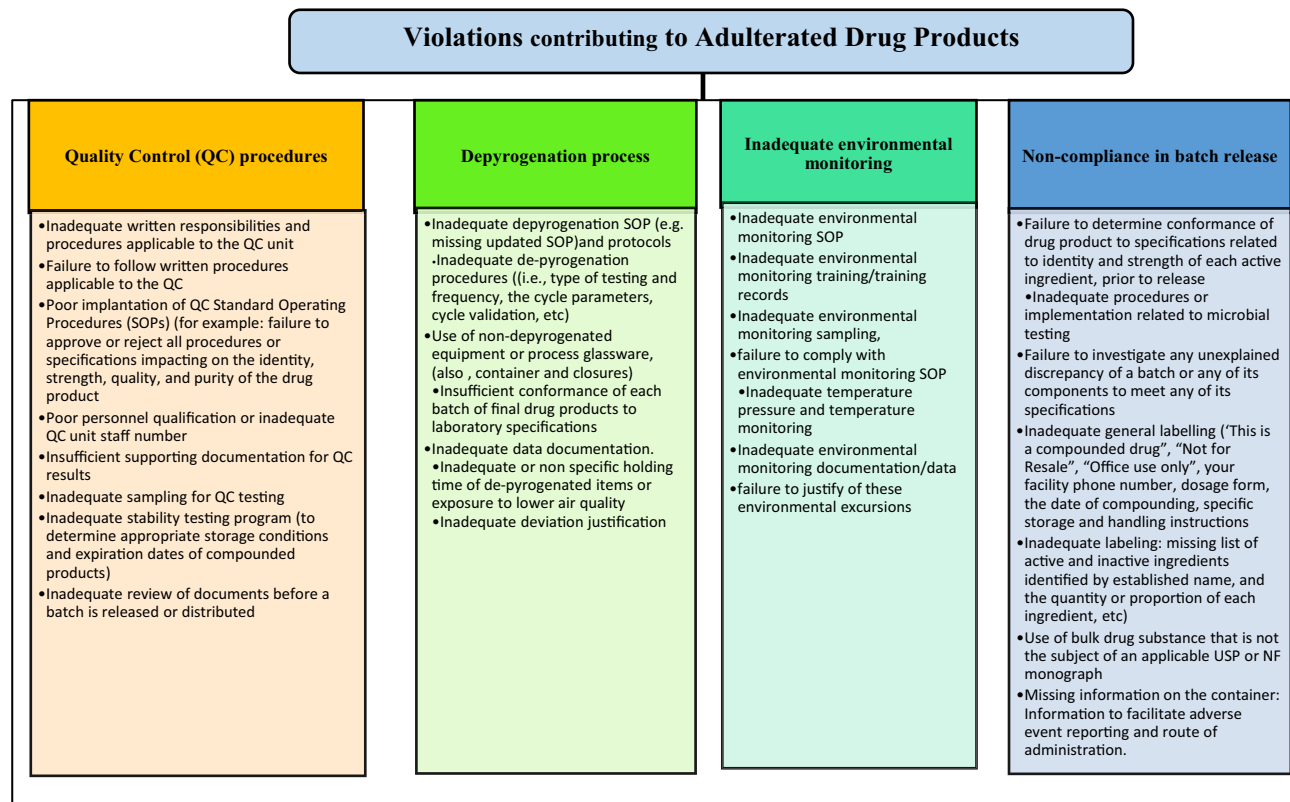 Violations contributing to Adulterated Drug Products
Quality Control (QC) procedures
•Inadequate written responsibilities and
procedures applicable to the QC unit
•Failure to follow written procedures
applicable to the QC
•Poor implantation of QC Standard Operating
Procedures (SOPs) (for example: failure to
approve or reject all procedures or
specifications impacting on the identity,
strength, quality, and purity of the drug
product
•Poor personnel qualification or inadequate
QC unit staff number
•Insufficient supporting documentation for QC
results
•Inadequate sampling for QC testing
•Inadequate stability testing program (to
determine appropriate storage conditions
and expiration dates of compounded
products)
•Inadequate review of documents before a
batch is released or distributed
Depyrogenation process
•Inadequate depyrogenation SOP (e.g.
missing updated SOP)and protocols
•Inadequate de-pyrogenation
procedures ((i.e., type of testing and
frequency, the cycle parameters,
cycle validation, etc)
•Use of non-depyrogenated
equipment or process glassware,
(also , container and closures)
•Insufficient conformance of each
batch of final drug products to
laboratory specifications
•Inadequate data documentation.
•Inadequate or non specific holding
time of de-pyrogenated items or
exposure to lower air quality
•Inadequate deviation justification
Inadequate environmental
monitoring
•Inadequate environmental
monitoring SOP
•Inadequate environmental
monitoring training/training
records
•Inadequate environmental
monitoring sampling,
•failure to comply with
environmental monitoring SOP
•Inadequate temperature
pressure and temperature
monitoring
•Inadequate environmental
monitoring documentation/data
•failure to justify of these
environmental excursions
Non-compliance in batch release
•Failure to determine conformance of
drug product to specifications related
to identity and strength of each active
ingredient, prior to release
•Inadequate procedures or
implementation related to microbial
testing
•Failure to investigate any unexplained
discrepancy of a batch or any of its
components to meet any of its
specifications
•Inadequate general labelling (‘This is
a compounded drug”, “Not for
Resale”, “Office use only”, your
facility phone number, dosage form,
the date of compounding, specific
storage and handling instructions
•Inadequate labeling: missing list of
active and inactive ingredients
identified by established name, and
the quantity or proportion of each
ingredient, etc)
•Use of bulk drug substance that is not
the subject of an applicable USP or NF
monograph
•Missing information on the container:
Information to facilitate adverse
event reporting and route of
administration.